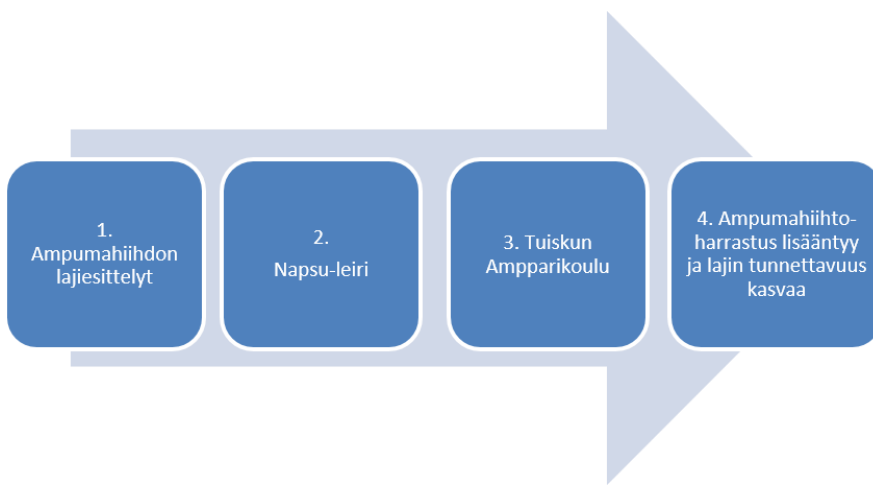 1.
Ampumahiihdon
lajiesittelyt
2.
Napsu-leiri
3. Tuiskun
Ampparikoulu
4. Ampumahiihto-
harrastus lisääntyy
ja lajin tunnettavuus
kasvaa